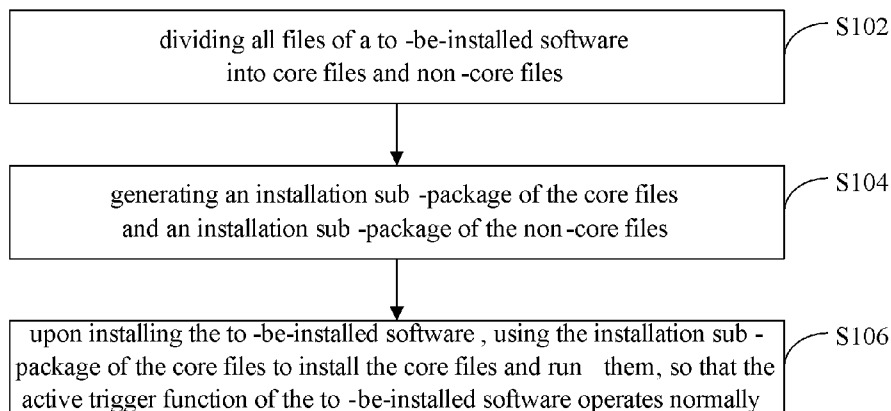 dividing all files of a to -be-installed software
into core files and non -core files
S102
generating an installation sub -package of the core files
and an installation sub -package of the non -core files
S104
upon installing the to -be-installed software , using the installation sub -
package of the core files to install the core files and run them, so that the
active trigger function of the to -be-installed software operates normally
S106